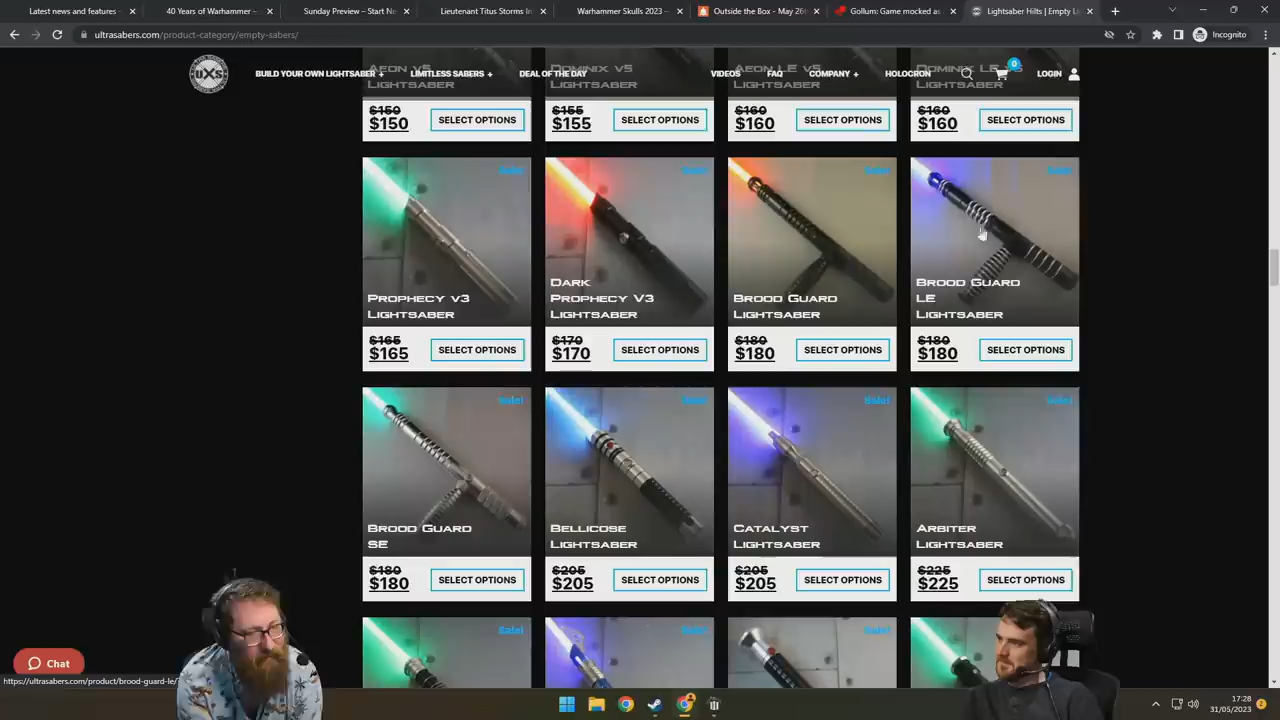 Latest news and features from
40 Years of Warhammer –
Sunday Preview – Start Ne
Lieutenant Titus Storms In
Warhammer Skulls 2023 –
Outside the Box - May 26th
Gollum: Game mocked as
Lightsaber Hilts | Empty L
ultrasabers.com/product-category/empty-sabers/
Incognito
UXS
BUILD YOUR OWN LIGHTSABER +
LIMITLESS SABERS +
DEAL OF THE DAY
VIDEOS
FAQ
COMPANY +
HOLOCRON
0
LOGIN
Aeon v5
Lightsaber
Dominix v5
Lightsaber
Aeon LE v5
Lightsaber
Dominix LE v5
Lightsaber
$150
$150
SELECT OPTIONS
$155
$155
SELECT OPTIONS
$160
$160
SELECT OPTIONS
$160
$160
SELECT OPTIONS
Sale!
Prophecy v3
Lightsaber
Sale!
Dark
Prophecy V3
Lightsaber
Sale!
Brood Guard
Lightsaber
Sale!
Brood Guard
LE
Lightsaber
$165
$165
SELECT OPTIONS
$170
$170
SELECT OPTIONS
$180
$180
SELECT OPTIONS
$180
$180
SELECT OPTIONS
Sale!
Brood Guard
SE
Sale!
Bellicose
Lightsaber
Sale!
Catalyst
Lightsaber
Sale!
Arbiter
Lightsaber
$180
$180
SELECT OPTIONS
$205
$205
SELECT OPTIONS
$205
$205
SELECT OPTIONS
$225
$225
SELECT OPTIONS
Sale!
Sale!
Sale!
Sale!
Chat
https://ultrasabers.com/product/brood-guard-le/
17:28
31/05/2023